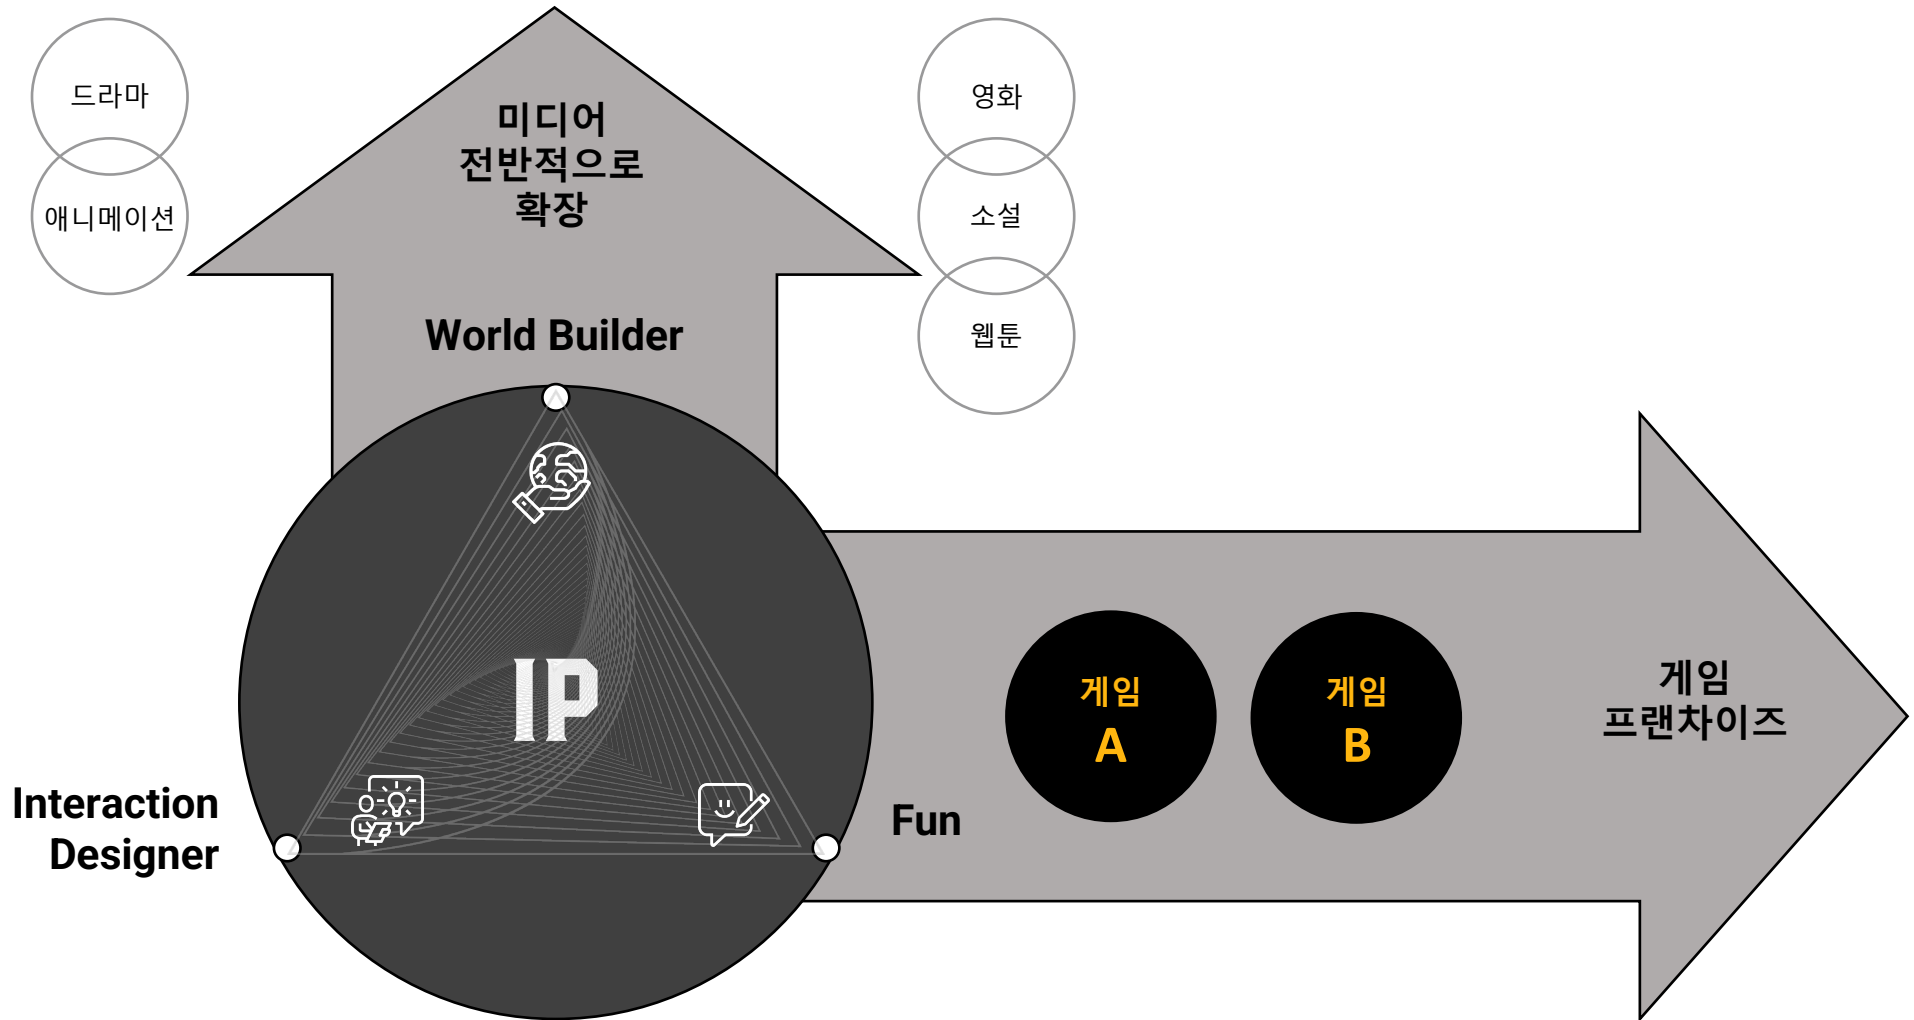 드라마
애니메이션
미디어
전반적으로
확장
영화
소설
웹툰
World Builder
IP
Interaction
Designer
Fun
게임
A
게임
B
게임
프랜차이즈